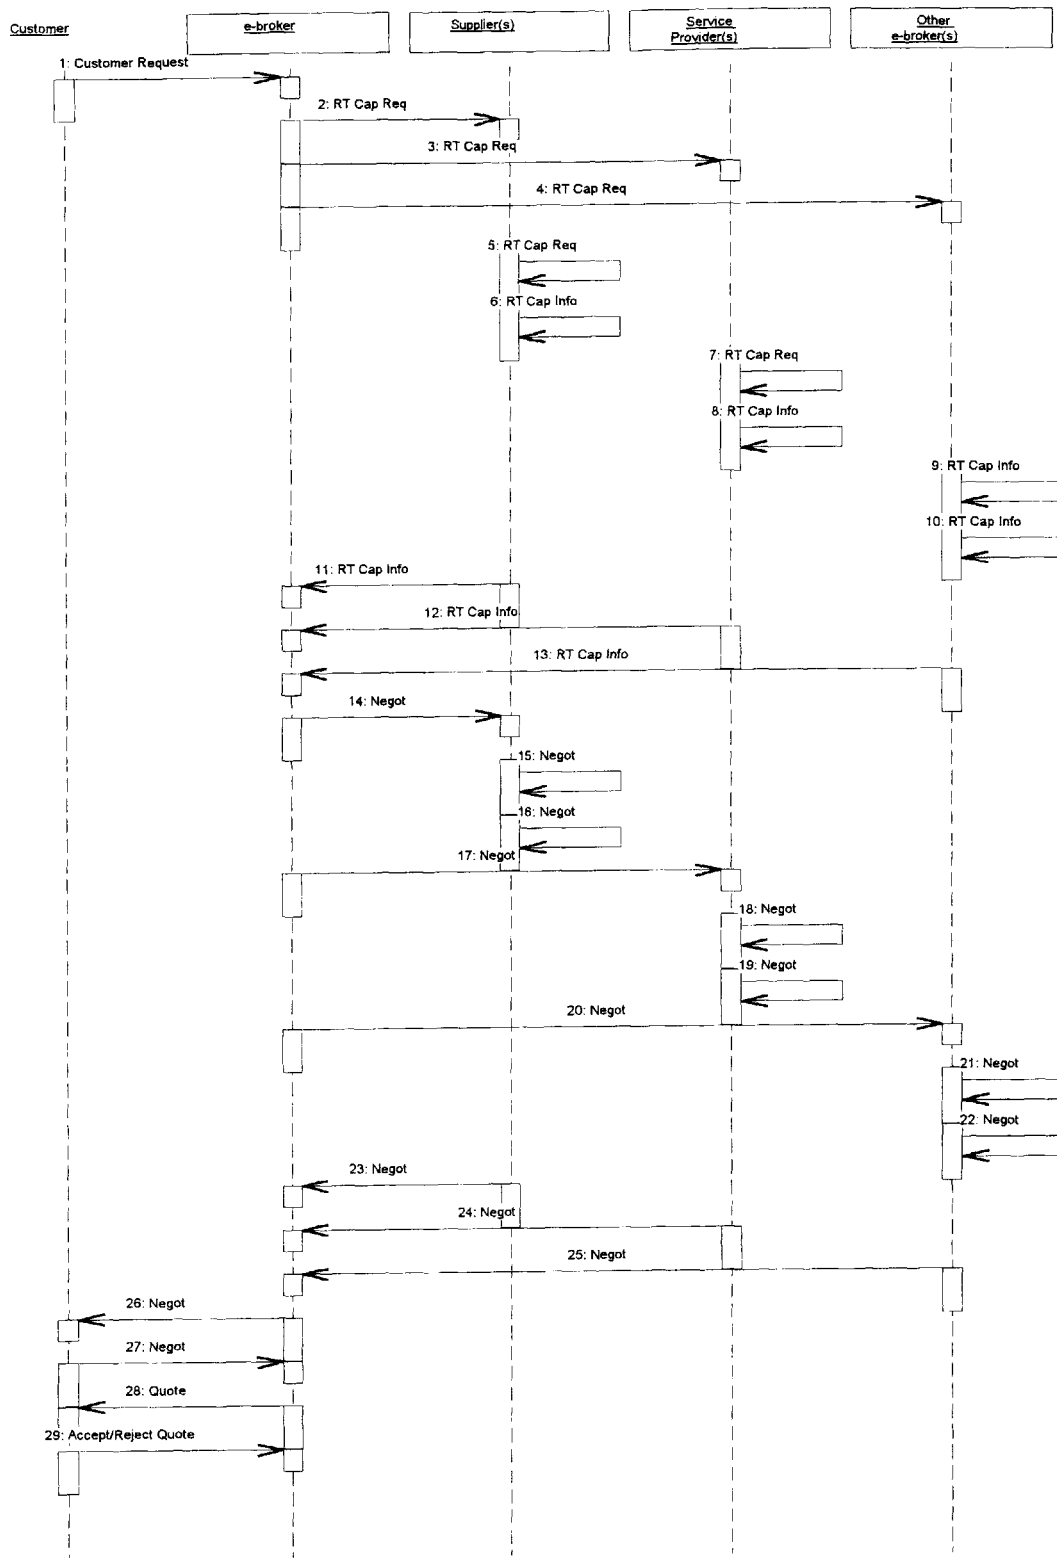 Customer
e-broker
Supplier(s)
Service
Provider(s)
Other
e-broker(s)
1: Customer Request
2: RT Cap Req
3: RT Cap Req
4: RT Cap Req
5: RT Cap Req
6: RT Cap Info
7: RT Cap Req
8: RT Cap Info
9: RT Cap Info
10: RT Cap Info
11: RT Cap Info
12: RT Cap Info
13: RT Cap Info
14: Negot
15: Negot
16: Negot
17: Negot
18: Negot
19: Negot
20: Negot
21: Negot
22: Negot
23: Negot
24: Negot
25: Negot
26: Negot
27: Negot
28: Quote
29: Accept/Reject Quote